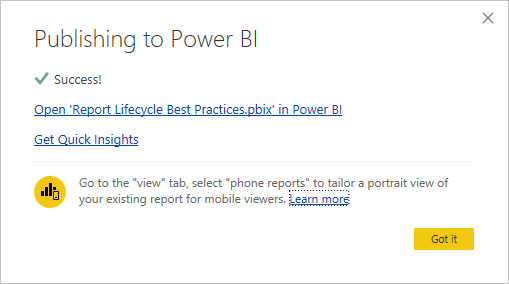 Publishing to Power BI
Success!
Open 'Report Lifecycle Best Practices.pbix' in Power BI
Get Quick Insights
Go to the "view" tab, select "phone reports" to tailor a portrait view of
your existing report for mobile viewers. Learn more
Got it